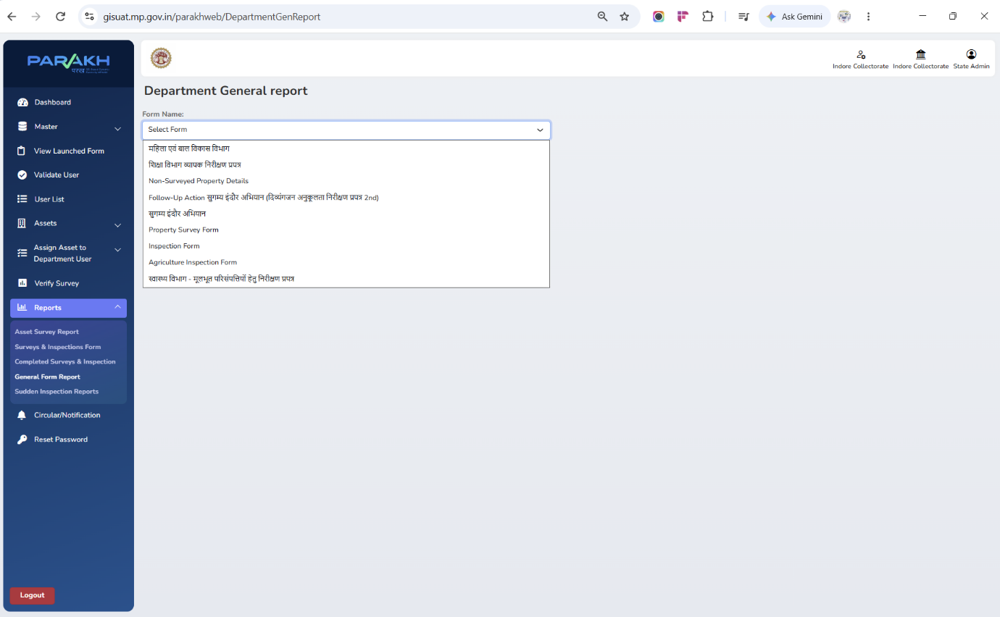 gisuat.mp.gov.in/parakhweb/DepartmentGenReport
Ask Gemini
PARAKH
परख
Indore Collectorate
Indore Collectorate
State Admin
Dashboard
Master
View Launched Form
Validate User
User List
Assets
Assign Asset to
Department User
Verify Survey
Reports
Asset Survey Report
Surveys & Inspections Form
Completed Surveys & Inspection
General Form Report
Sudden Inspection Reports
Circular/Notification
Reset Password
Logout
Department General report
Form Name:
Select Form
महिला एवं बाल विकास विभाग
शिक्षा विभाग व्यापक निरीक्षण प्रपत्र
Non-Surveyed Property Details
Follow-Up Action सुगम्य इंदौर अभियान (दिव्यंगजन अनुकूलता निरीक्षण प्रपत्र 2nd)
सुगम्य इंदौर अभियान
Property Survey Form
Inspection Form
Agriculture Inspection Form
स्वास्थ्य विभाग - मूलभूत परिसंपत्तियों हेतु निरीक्षण प्रपत्र